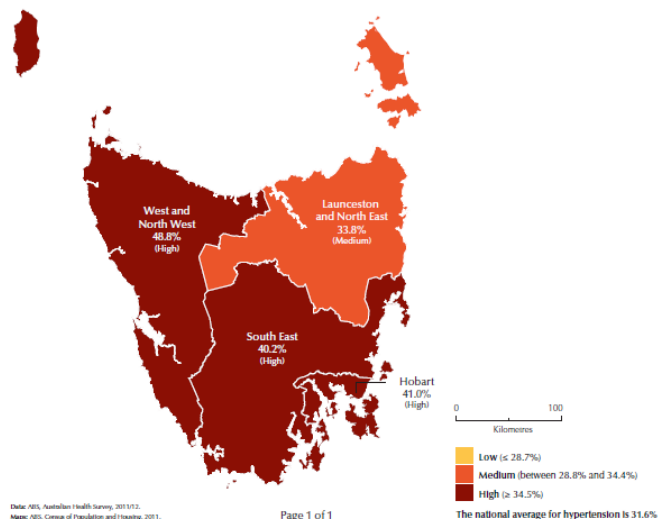 West and
North West
48.8%
(High)
Launceston
and North East
33.8%
(Medium)
South East
40.2%
(High)
Hobart
41.0%
(High)
0 100
Kilometres
Low (≤ 28.7%)
Medium (between 28.8% and 34.4%)
High (≥ 34.5%)
The national average for hypertension is 31.6%
Data: ABS, Australian Health Survey, 2011/12.
Maps: ABS, Census of Population and Housing, 2011.
Page 1 of 1